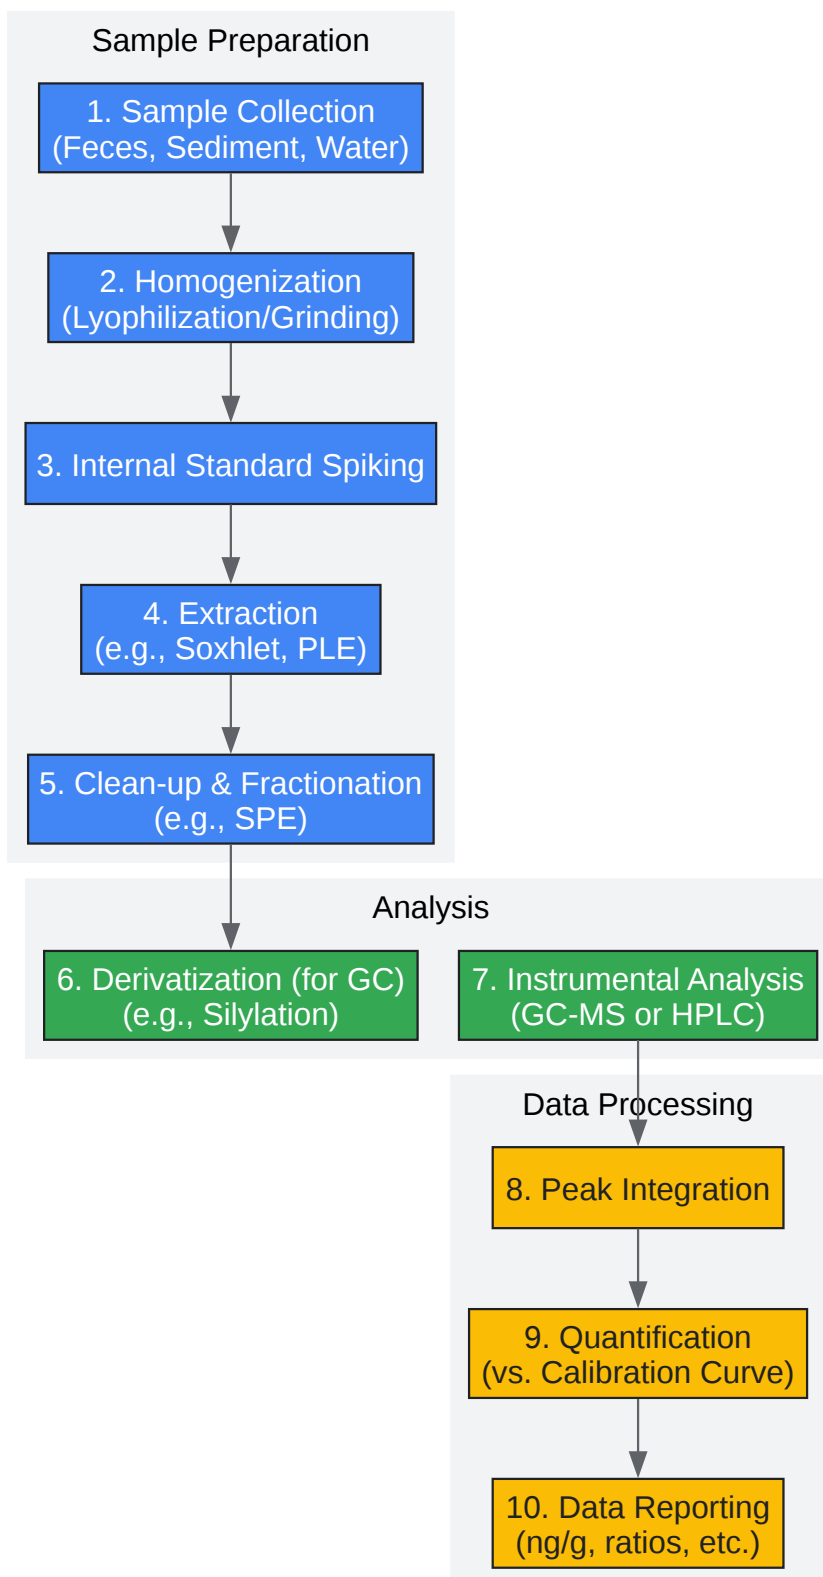 Sample Preparation
1. Sample Collection
(Feces, Sediment, Water)
2. Homogenization
(Lyophilization/Grinding)
3. Internal Standard Spiking
4. Extraction
(e.g., Soxhlet, PLE)
5. Clean-up & Fractionation
(e.g., SPE)
Analysis
6. Derivatization (for GC)
(e.g., Silylation)
7. Instrumental Analysis
(GC-MS or HPLC)
Data Processing
8. Peak Integration
9. Quantification
(vs. Calibration Curve)
10. Data Reporting
(ng/g, ratios, etc.)